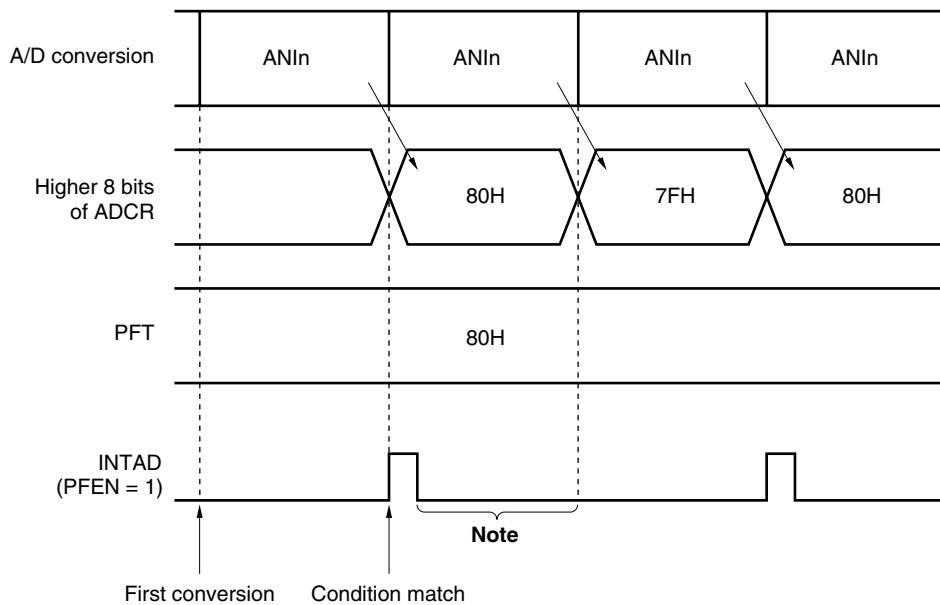 A/D conversion
ANIn
ANIn
ANIn
ANIn
Higher 8 bits
of ADCR
80H
7FH
80H
PFT
80H
INTAD
(PFEN = 1)
Note
First conversion
Condition match